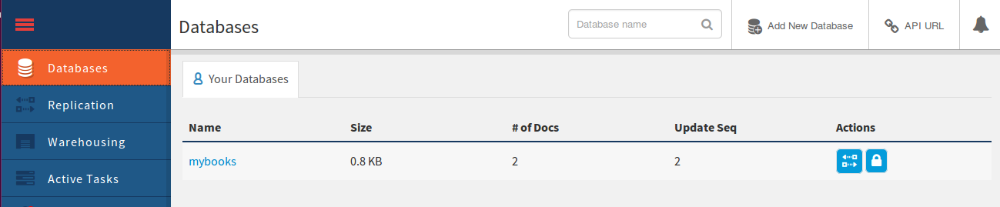 Databases
Database name
Add New Database
API URL
Databases
Replication
Warehousing
Active Tasks
Your Databases
Name Size # of Docs Update Seq Actions
mybooks 0.8 KB 2 2